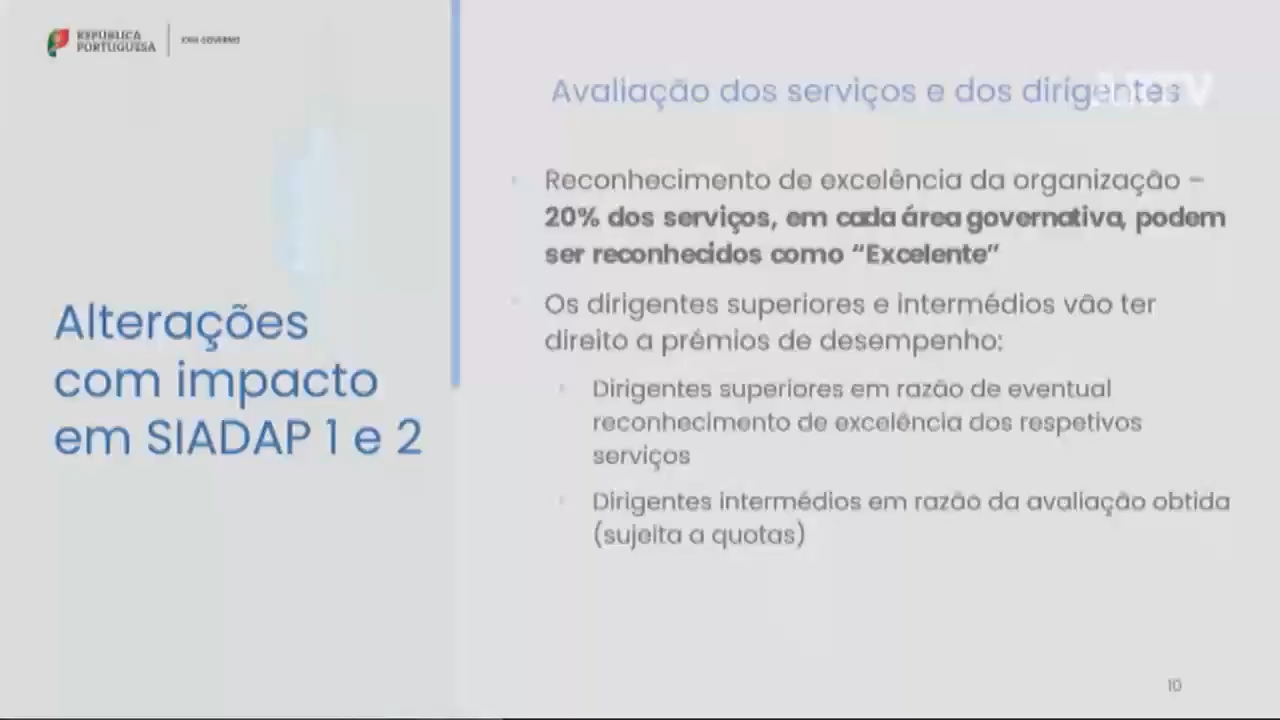 REPÚBLICA
PORTUGUESA
XXIII GOVERNO
Avaliação dos serviços e dos dirigentes
Reconhecimento de excelência da organização –
20% dos serviços, em cada área governativa, podem
ser reconhecidos como “Excelente”
Os dirigentes superiores e intermédios vão ter
direito a prémios de desempenho:
Dirigentes superiores em razão de eventual
reconhecimento de excelência dos respetivos
serviços
Dirigentes intermédios em razão da avaliação obtida
(sujeita a quotas)
Alterações
com impacto
em SIADAP 1 e 2
10